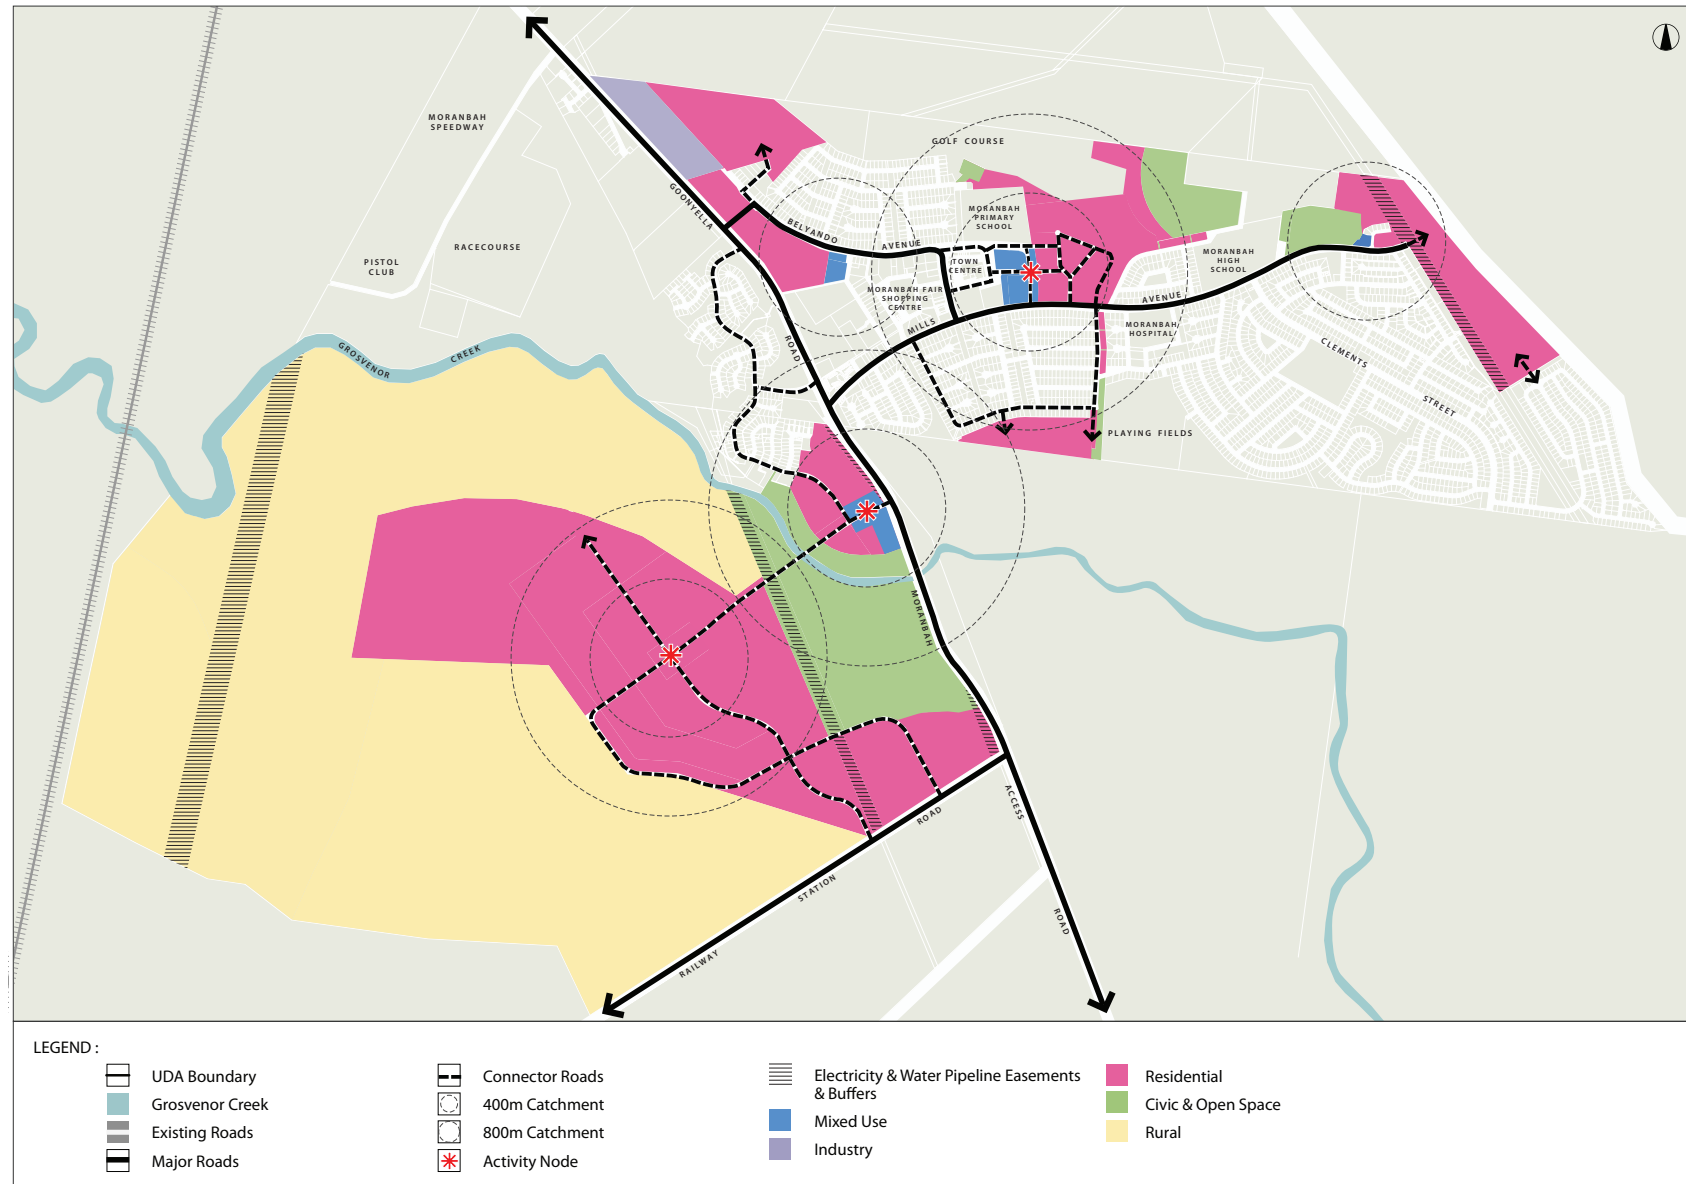 MORANBAH
SPEEDWAY
GOLF COURSE
GOONYELLA
MORANBAH
PRIMARY
SCHOOL
BELYANDO
AVENUE
RACECOURSE
PISTOL
CLUB
TOWN
CENTRE
MORANBAH
HIGH
SCHOOL
MORANBAH FAIR
SHOPPING
CENTRE
AVENUE
MILLS
MORANBAH
HOSPITAL
ROAD
GROSVENOR
CREEK
CLEMENTS
STREET
PLAYING FIELDS
MORANBAH
ACCESS
ROAD
ROAD
STATION
RAILWAY
LEGEND :
UDA Boundary
Grosvenor Creek
Existing Roads
Major Roads
Connector Roads
400m Catchment
800m Catchment
Activity Node
Electricity & Water Pipeline Easements
& Buffers
Mixed Use
Industry
Residential
Civic & Open Space
Rural